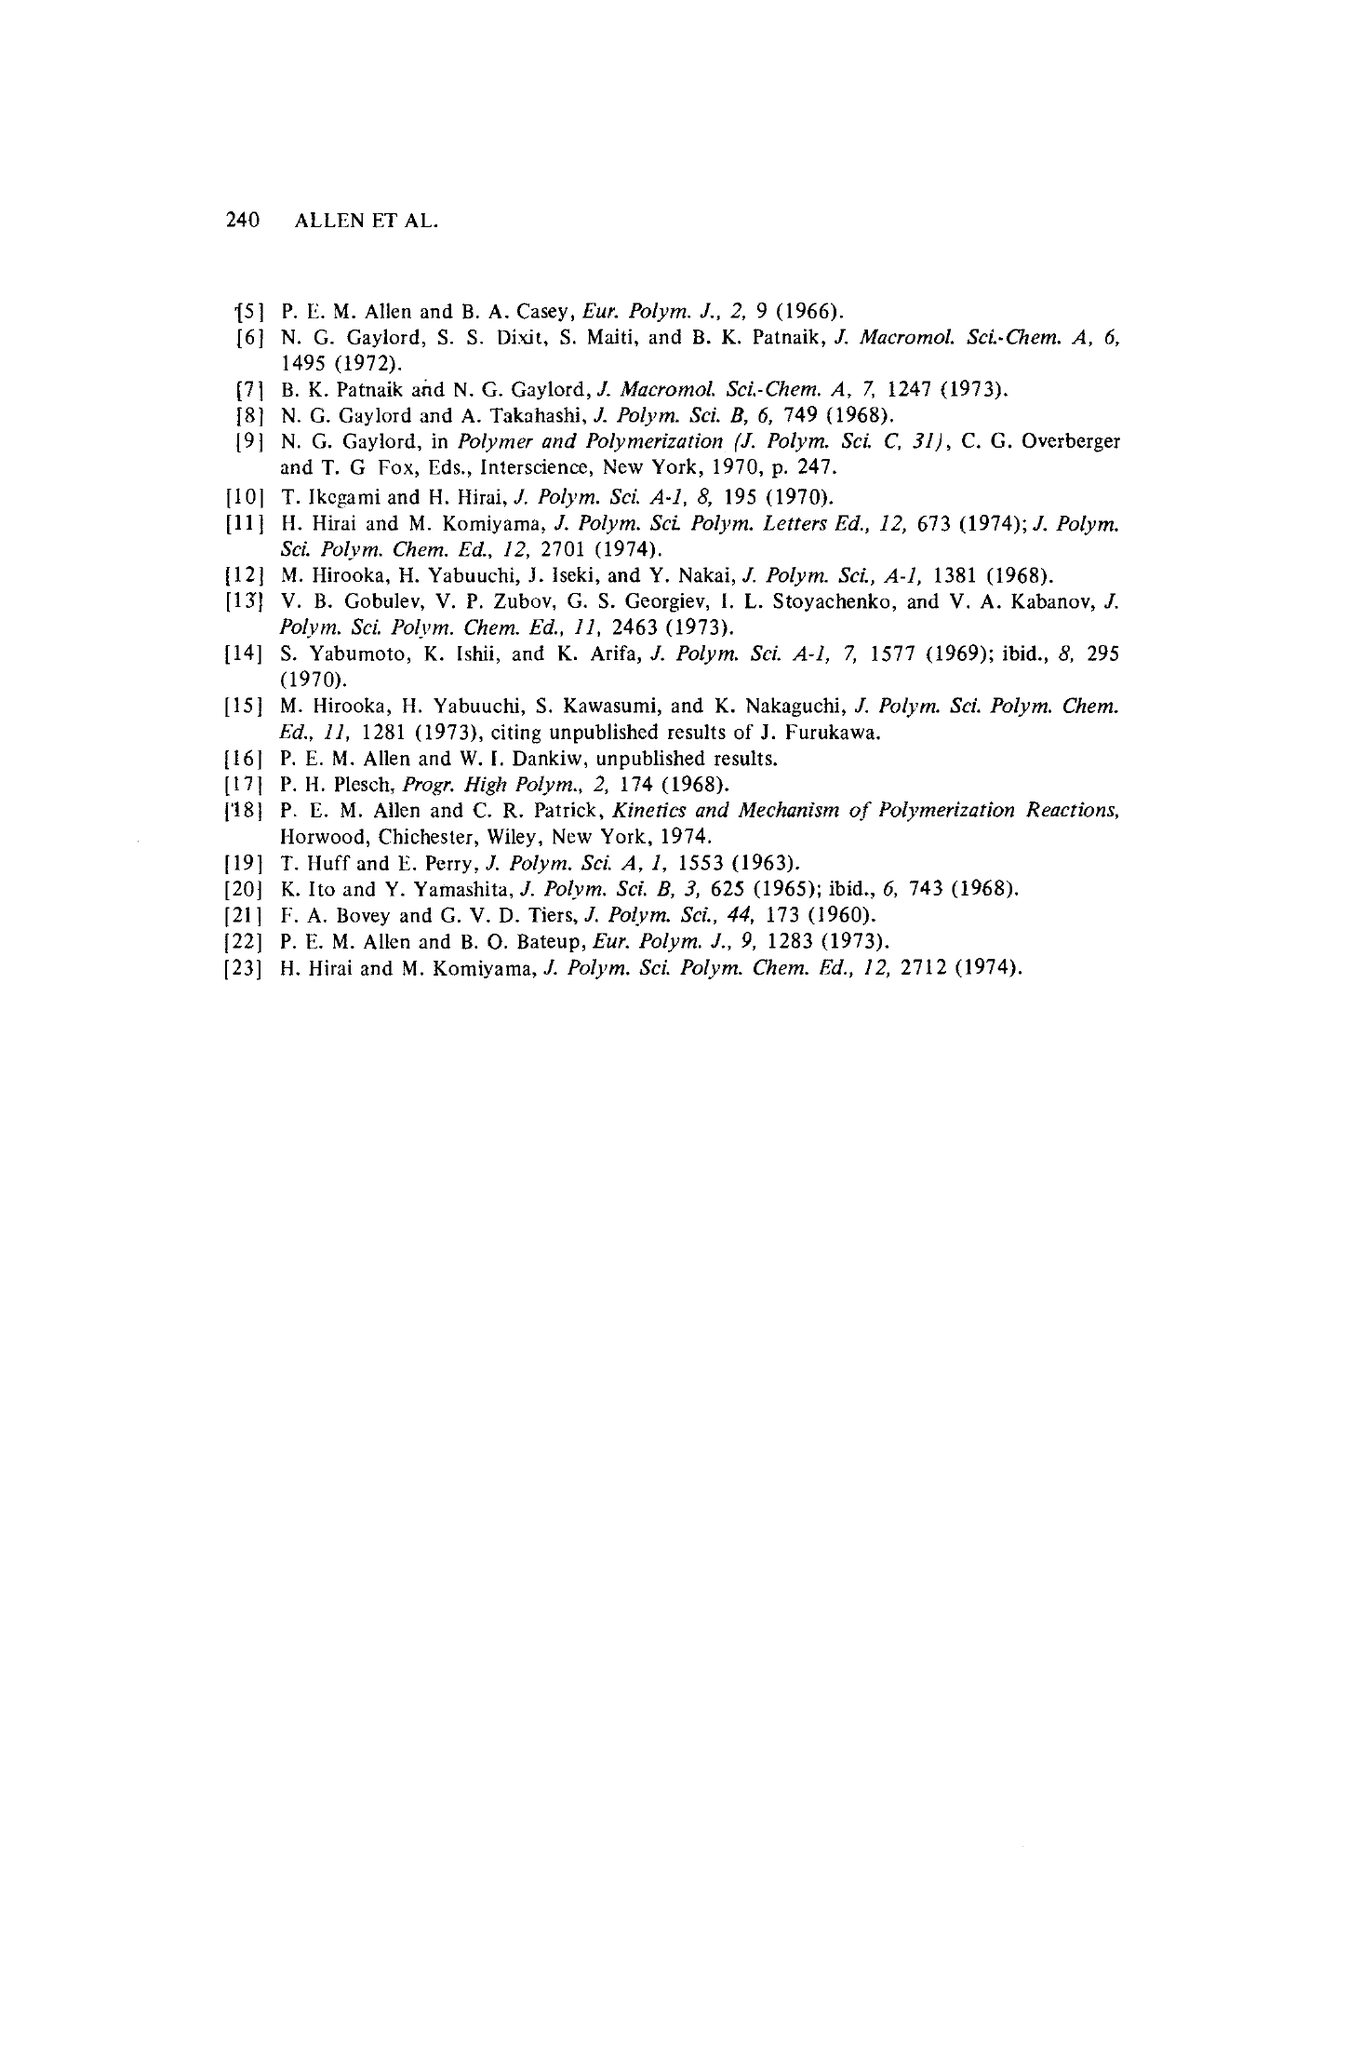 240 ALLEN ET AL.
[5] P. E. M. Allen and B. A. Casey, Eur. Polym. J., 2, 9 (1966).
[6] N. G. Gaylord, S. S. Dixit, S. Maiti, and B. K. Patnaik, J. Macromol. Sci.-Chem. A, 6,
1495 (1972).
[7] B. K. Patnaik and N. G. Gaylord, J. Macromol. Sci.-Chem. A, 7, 1247 (1973).
[8] N. G. Gaylord and A. Takahashi, J. Polym. Sci. B, 6, 749 (1968).
[9] N. G. Gaylord, in Polymer and Polymerization (J. Polym. Sci. C, 31), C. G. Overberger
and T. G Fox, Eds., Interscience, New York, 1970, p. 247.
[10] T. Ikegami and H. Hirai, J. Polym. Sci. A-1, 8, 195 (1970).
[11] H. Hirai and M. Komiyama, J. Polym. Sci. Polym. Letters Ed., 12, 673 (1974); J. Polym.
Sci. Polym. Chem. Ed., 12, 2701 (1974).
[12] M. Hirooka, H. Yabuuchi, J. Iseki, and Y. Nakai, J. Polym. Sci., A-1, 1381 (1968).
[13] V. B. Gobulev, V. P. Zubov, G. S. Georgiev, I. L. Stoyachenko, and V. A. Kabanov, J.
Polym. Sci. Polym. Chem. Ed., 11, 2463 (1973).
[14] S. Yabumoto, K. Ishii, and K. Arifa, J. Polym. Sci. A-1, 7, 1577 (1969); ibid., 8, 295
(1970).
[15] M. Hirooka, H. Yabuuchi, S. Kawasumi, and K. Nakaguchi, J. Polym. Sci. Polym. Chem.
Ed., 11, 1281 (1973), citing unpublished results of J. Furukawa.
[16] P. E. M. Allen and W. I. Dankiw, unpublished results.
[17] P. H. Plesch, Progr. High Polym., 2, 174 (1968).
[18] P. E. M. Allen and C. R. Patrick, Kinetics and Mechanism of Polymerization Reactions,
Horwood, Chichester, Wiley, New York, 1974.
[19] T. Huff and E. Perry, J. Polym. Sci. A, 1, 1553 (1963).
[20] K. Ito and Y. Yamashita, J. Polym. Sci. B, 3, 625 (1965); ibid., 6, 743 (1968).
[21] F. A. Bovey and G. V. D. Tiers, J. Polym. Sci., 44, 173 (1960).
[22] P. E. M. Allen and B. O. Bateup, Eur. Polym. J., 9, 1283 (1973).
[23] H. Hirai and M. Komiyama, J. Polym. Sci. Polym. Chem. Ed., 12, 2712 (1974).